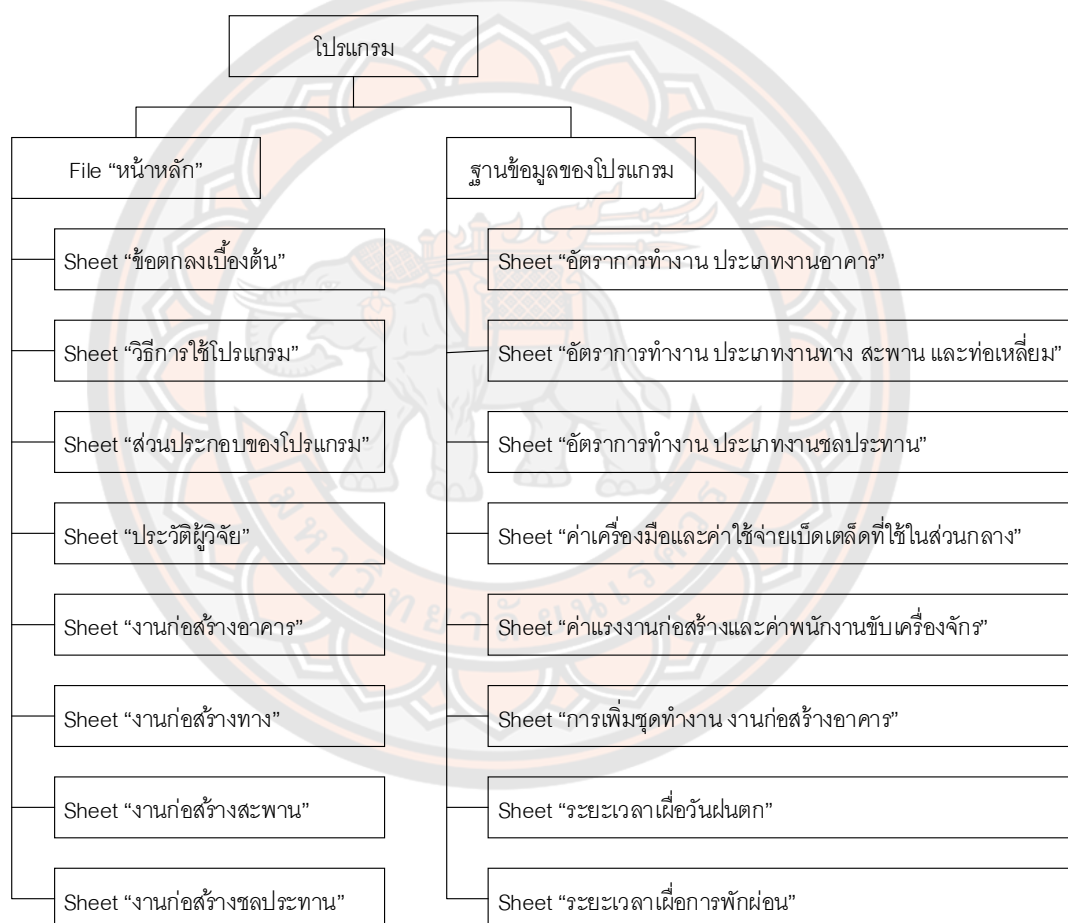 โปรแกรม
File “หน้าหลัก”
ฐานข้อมูลของโปรแกรม
Sheet “ข้อตกลงเบื้องต้น”
Sheet “วิธีการใช้โปรแกรม”
Sheet “ส่วนประกอบของโปรแกรม”
Sheet “ประวัติผู้วิจัย”
Sheet “งานก่อสร้างอาคาร”
Sheet “งานก่อสร้างทาง”
Sheet “งานก่อสร้างสะพาน”
Sheet “งานก่อสร้างชลประทาน”
Sheet “อัตราการทำงาน ประเภทงานอาคาร”
Sheet “อัตราการทำงาน ประเภทงานทาง สะพาน และท่อเหลี่ยม”
Sheet “อัตราการทำงาน ประเภทงานชลประทาน”
Sheet “ค่าเครื่องมือและค่าใช้จ่ายเบ็ดเตล็ดที่ใช้ในส่วนกลาง”
Sheet “ค่าแรงงานก่อสร้างและค่าพนักงานขับเครื่องจักร”
Sheet “การเพิ่มชุดทำงาน งานก่อสร้างอาคาร”
Sheet “ระยะเวลาเผื่อวันฝนตก”
Sheet “ระยะเวลาเผื่อการพักผ่อน”
มหาวิทยาลัยนเรศวร